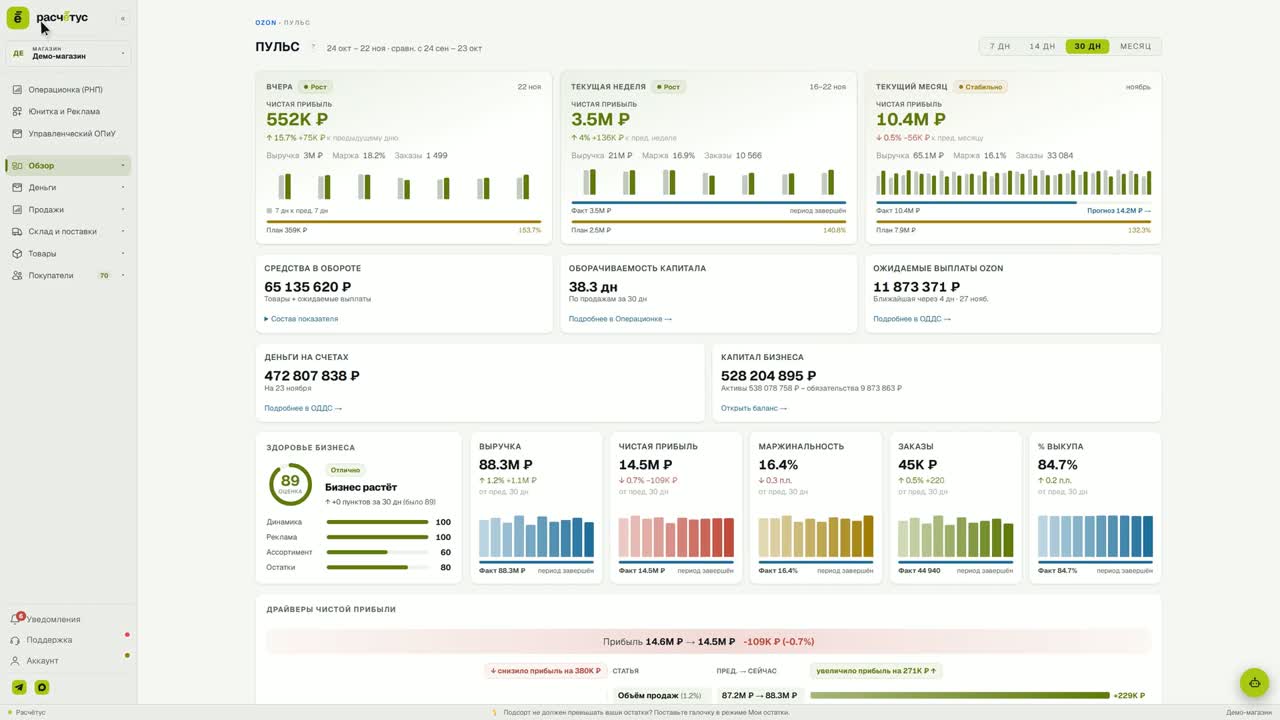 ё расчётус «
ДЕ МАГАЗИН
Демо-магазин
Операционка (РНП)
Юнитка и Реклама
Управленческий ОПиУ
Обзор
Деньги
Продажи
Склад и поставки
Товары
Покупатели 70
6 Уведомления
Поддержка
Аккаунт
OZON · ПУЛЬС
ПУЛЬС ? 24 окт – 22 ноя · сравн. с 24 сен – 23 окт
7 ДН 14 ДН 30 ДН МЕСЯЦ
ВЧЕРА Рост 22 ноя
ЧИСТАЯ ПРИБЫЛЬ
552K ₽
↑ 15.7% +75K ₽ к предыдущему дню
Выручка 3M ₽ Маржа 18.2% Заказы 1 499
7 дн к пред. 7 дн
План 359K ₽ 153.7%
ТЕКУЩАЯ НЕДЕЛЯ Рост 16–22 ноя
ЧИСТАЯ ПРИБЫЛЬ
3.5M ₽
↑ 4% +136K ₽ к пред. неделе
Выручка 21M ₽ Маржа 16.9% Заказы 10 566
Факт 3.5M ₽ период завершён
План 2.5M ₽ 140.8%
ТЕКУЩИЙ МЕСЯЦ Стабильно ноябрь
ЧИСТАЯ ПРИБЫЛЬ
10.4M ₽
↓ 0.5% −56K ₽ к пред. месяцу
Выручка 65.1M ₽ Маржа 16.1% Заказы 33 084
Факт 10.4M ₽ Прогноз 14.2M ₽ →
План 7.9M ₽ 132.3%
СРЕДСТВА В ОБОРОТЕ
65 135 620 ₽
Товары + ожидаемые выплаты
▶ Состав показателя
ОБОРАЧИВАЕМОСТЬ КАПИТАЛА
38.3 дн
По продажам за 30 дн
Подробнее в Операционке →
ОЖИДАЕМЫЕ ВЫПЛАТЫ OZON
11 873 371 ₽
Ближайшая через 4 дн · 27 нояб.
Подробнее в ОДДС →
ДЕНЬГИ НА СЧЕТАХ
472 807 838 ₽
На 23 ноября
Подробнее в ОДДС →
КАПИТАЛ БИЗНЕСА
528 204 895 ₽
Активы 538 078 758 ₽ – обязательства 9 873 863 ₽
Открыть баланс →
ЗДОРОВЬЕ БИЗНЕСА
89
ОЦЕНКА
Отлично
Бизнес растёт
↑ +0 пунктов за 30 дн (было 89)
Динамика 100
Реклама 100
Ассортимент 60
Остатки 80
ВЫРУЧКА
88.3M ₽
↑ 1.2% +1.1M ₽
от пред. 30 дн
Факт 88.3M ₽ период завершён
ЧИСТАЯ ПРИБЫЛЬ
14.5M ₽
↓ 0.7% −109K ₽
от пред. 30 дн
Факт 14.5M ₽ период завершён
МАРЖИНАЛЬНОСТЬ
16.4%
↓ 0.3 п.п.
от пред. 30 дн
Факт 16.4% период завершён
ЗАКАЗЫ
45K ₽
↑ 0.5% +220
от пред. 30 дн
Факт 44 940 период завершён
% ВЫКУПА
84.7%
↑ 0.2 п.п.
от пред. 30 дн
Факт 84.7% период завершён
ДРАЙВЕРЫ ЧИСТОЙ ПРИБЫЛИ
Прибыль 14.6M ₽ → 14.5M ₽ -109K ₽ (-0.7%)
↓ снизило прибыль на 380K ₽ СТАТЬЯ ПРЕД. → СЕЙЧАС увеличило прибыль на 271K ₽ ↑
Объём продаж (1.2%) 87.2M ₽ → 88.3M ₽ +229K ₽
Расчётус Подсорт не должен превышать ваши остатки? Поставьте галочку в режиме Мои остатки. Демо-магазин